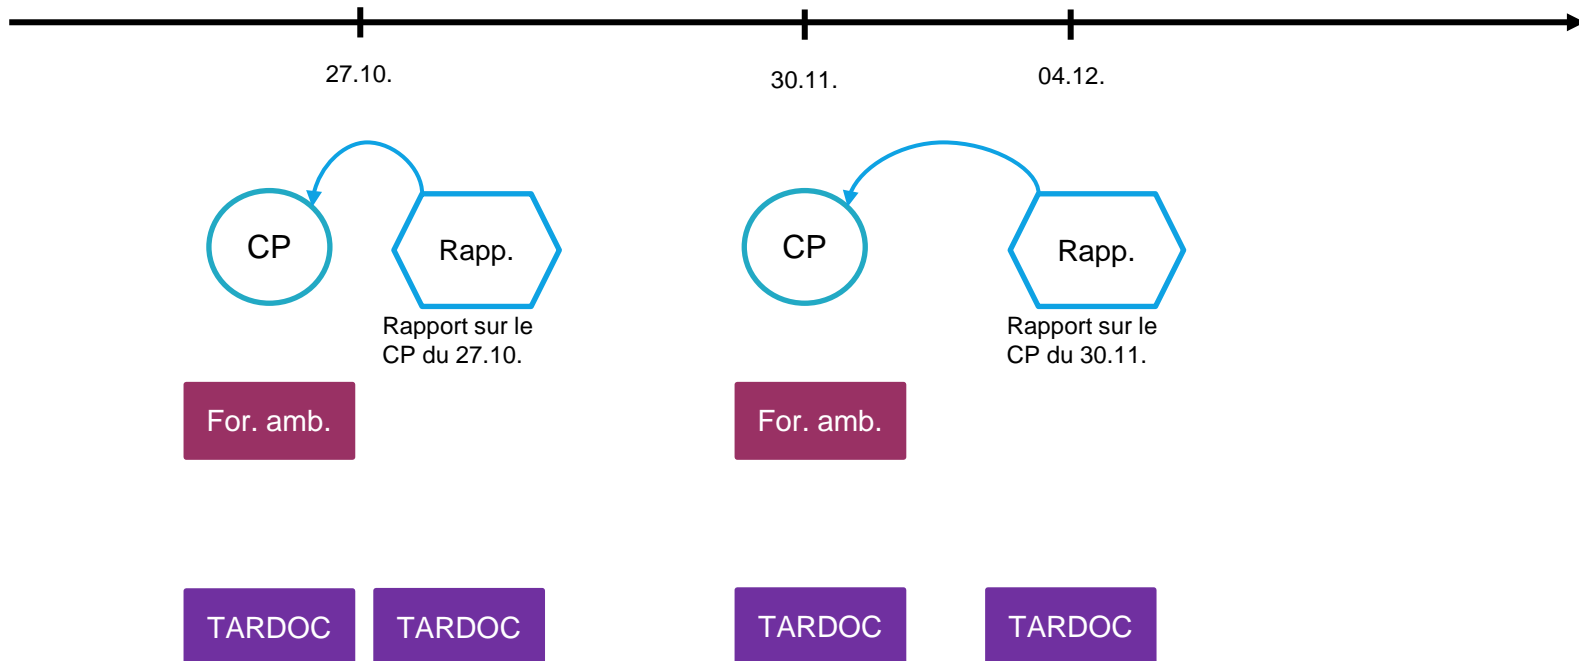 27.10.
30.11.
04.12.
CP
Rapp.
CP
Rapp.
Rapport sur le
CP du 27.10.
Rapport sur le
CP du 30.11.
For. amb.
For. amb.
TARDOC
TARDOC
TARDOC
TARDOC